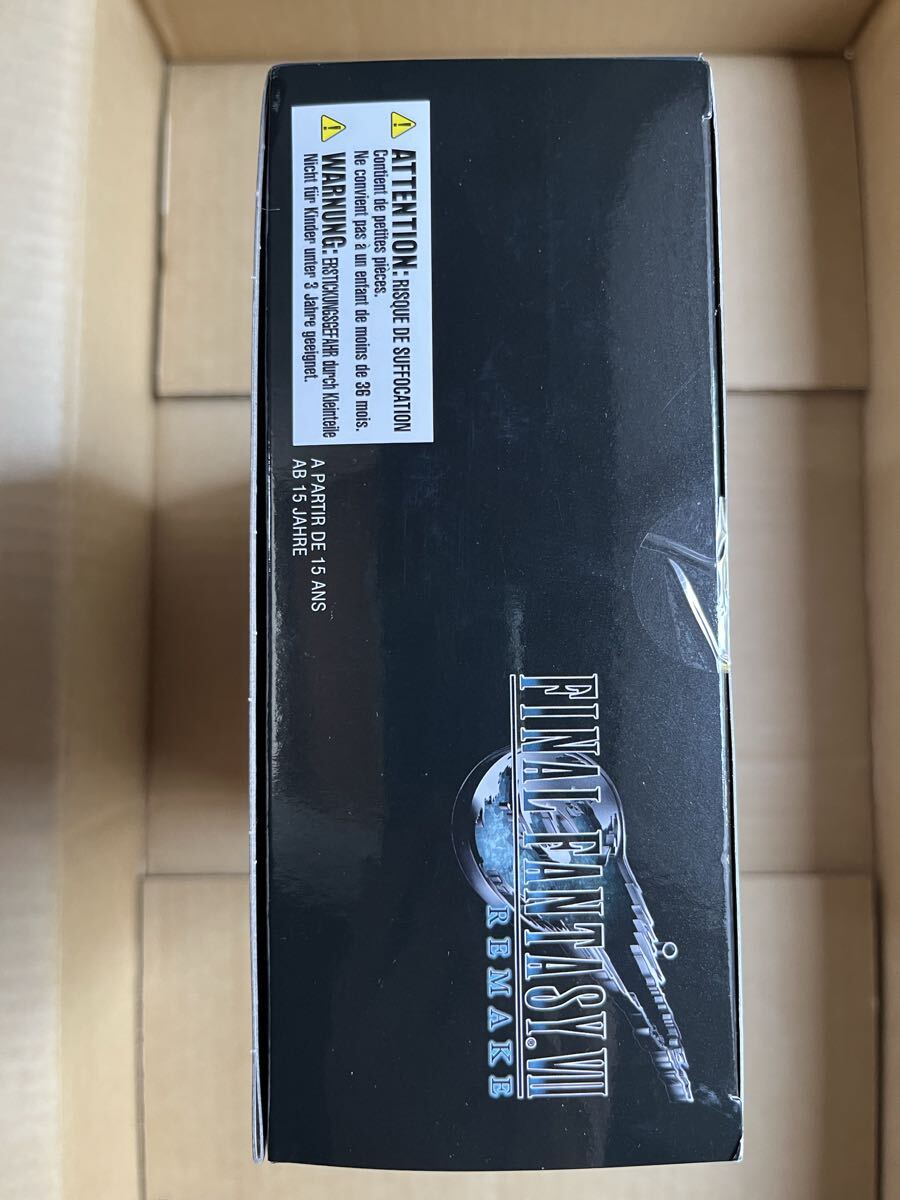 ATTENTION: RISQUE DE SUFFOCATION
Contient de petites pièces.
Ne convient pas à un enfant de moins de 36 mois.
WARNUNG: ERSTICKUNGSGEFAHR durch Kleinteile
Nicht für Kinder unter 3 Jahre geeignet.
A PARTIR DE 15 ANS
AB 15 JAHRE
FINAL FANTASY® VII
REMAKE